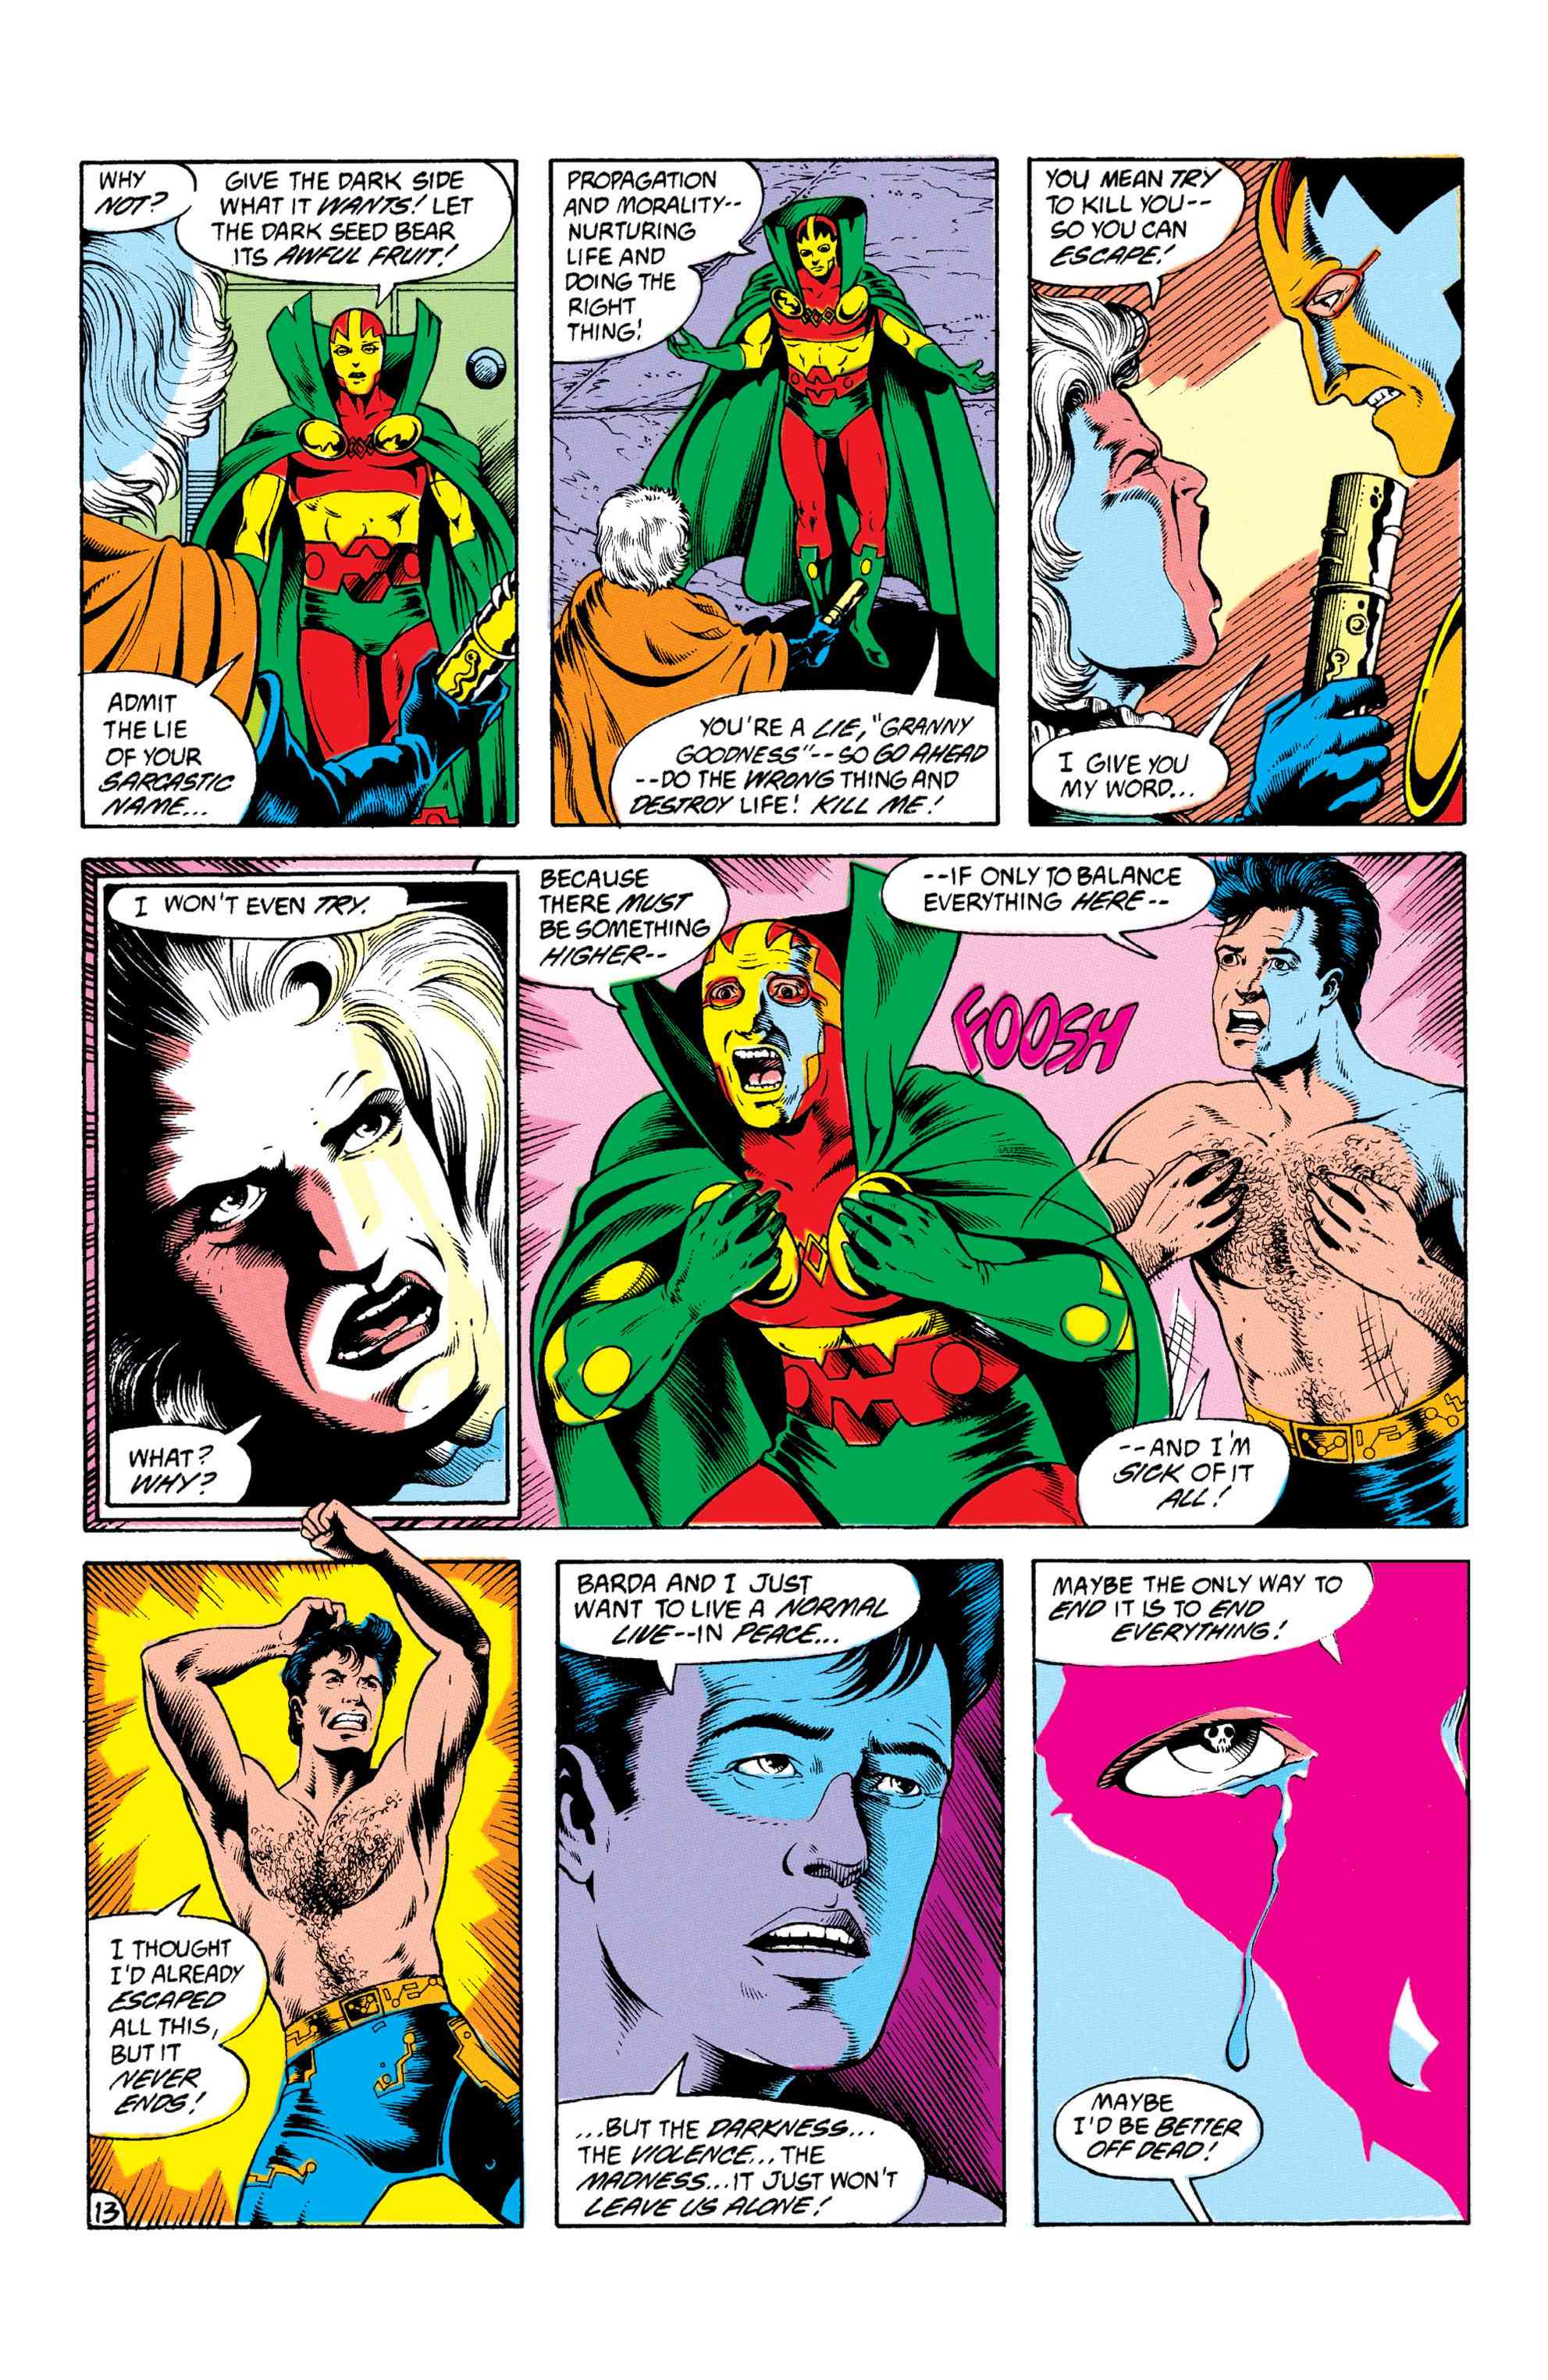 WHY
NOT?
GIVE THE DARK SIDE
WHAT IT WANTS! LET
THE DARK SEED BEAR
ITS AWFUL FRUIT!
ADMIT
THE LIE
OF YOUR
SARCASTIC
NAME...
PROPAGATION
AND MORALITY--
NURTURING
LIFE AND
DOING THE
RIGHT
THING!
YOU'RE A LIE, "GRANNY
GOODNESS"--SO GO AHEAD
--DO THE WRONG THING AND
DESTROY LIFE! KILL ME!
YOU MEAN TRY
TO KILL YOU--
SO YOU CAN
ESCAPE!
I GIVE YOU
MY WORD...
I WON'T EVEN TRY.
WHAT?
WHY?
BECAUSE
THERE MUST
BE SOMETHING
HIGHER--
--IF ONLY TO BALANCE
EVERYTHING HERE--
FOOSH
--AND I'M
SICK OF IT
ALL!
I THOUGHT
I'D ALREADY
ESCAPED
ALL THIS,
BUT IT
NEVER
ENDS!
13
BARDA AND I JUST
WANT TO LIVE A NORMAL
LIVE--IN PEACE...
...BUT THE DARKNESS...
THE VIOLENCE...THE
MADNESS...IT JUST WON'T
LEAVE US ALONE!
MAYBE THE ONLY WAY TO
END IT IS TO END
EVERYTHING!
MAYBE
I'D BE BETTER
OFF DEAD!